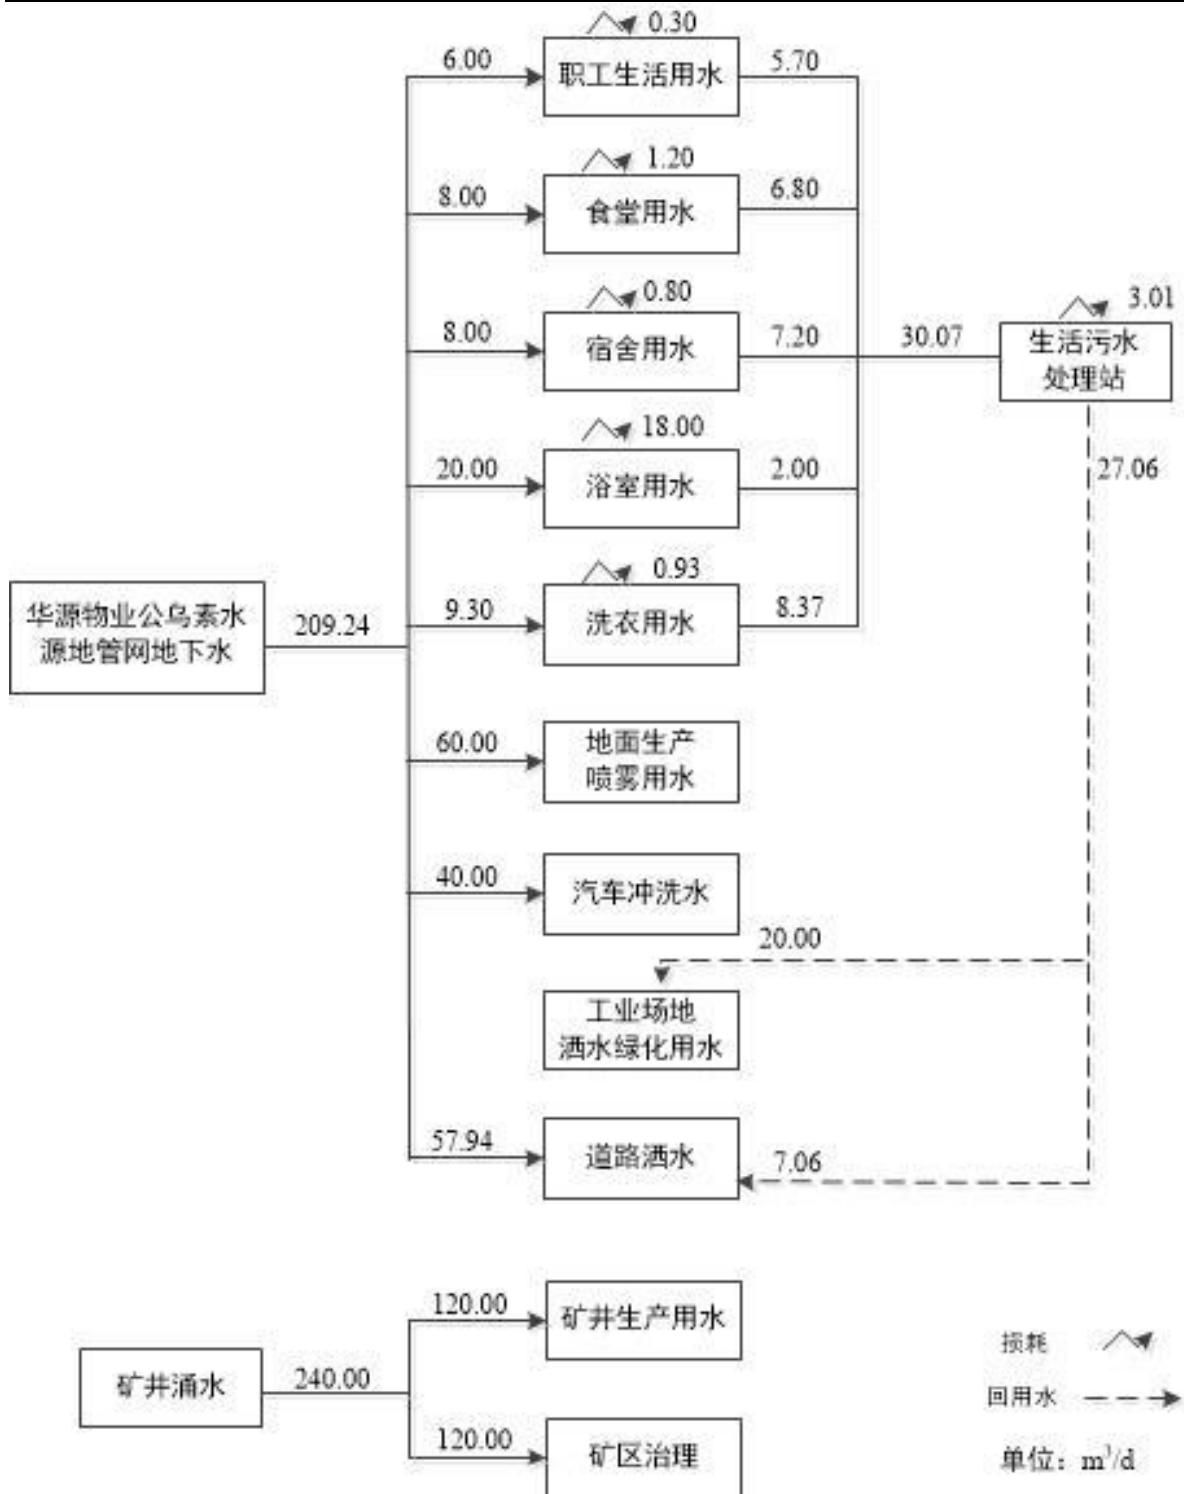 0.30
6.00
职工生活用水
5.70
1.20
8.00
食堂用水
6.80
0.80
8.00
宿舍用水
7.20
30.07
3.01
生活污水
处理站
18.00
20.00
浴室用水
2.00
27.06
0.93
9.30
洗衣用水
8.37
华源物业公乌素水
源地管网地下水
209.24
60.00
地面生产
喷雾用水
40.00
汽车冲洗水
20.00
工业场地
洒水绿化用水
57.94
道路洒水
7.06
120.00
矿井生产用水
矿井涌水
240.00
120.00
矿区治理
损耗
回用水
单位：m³/d